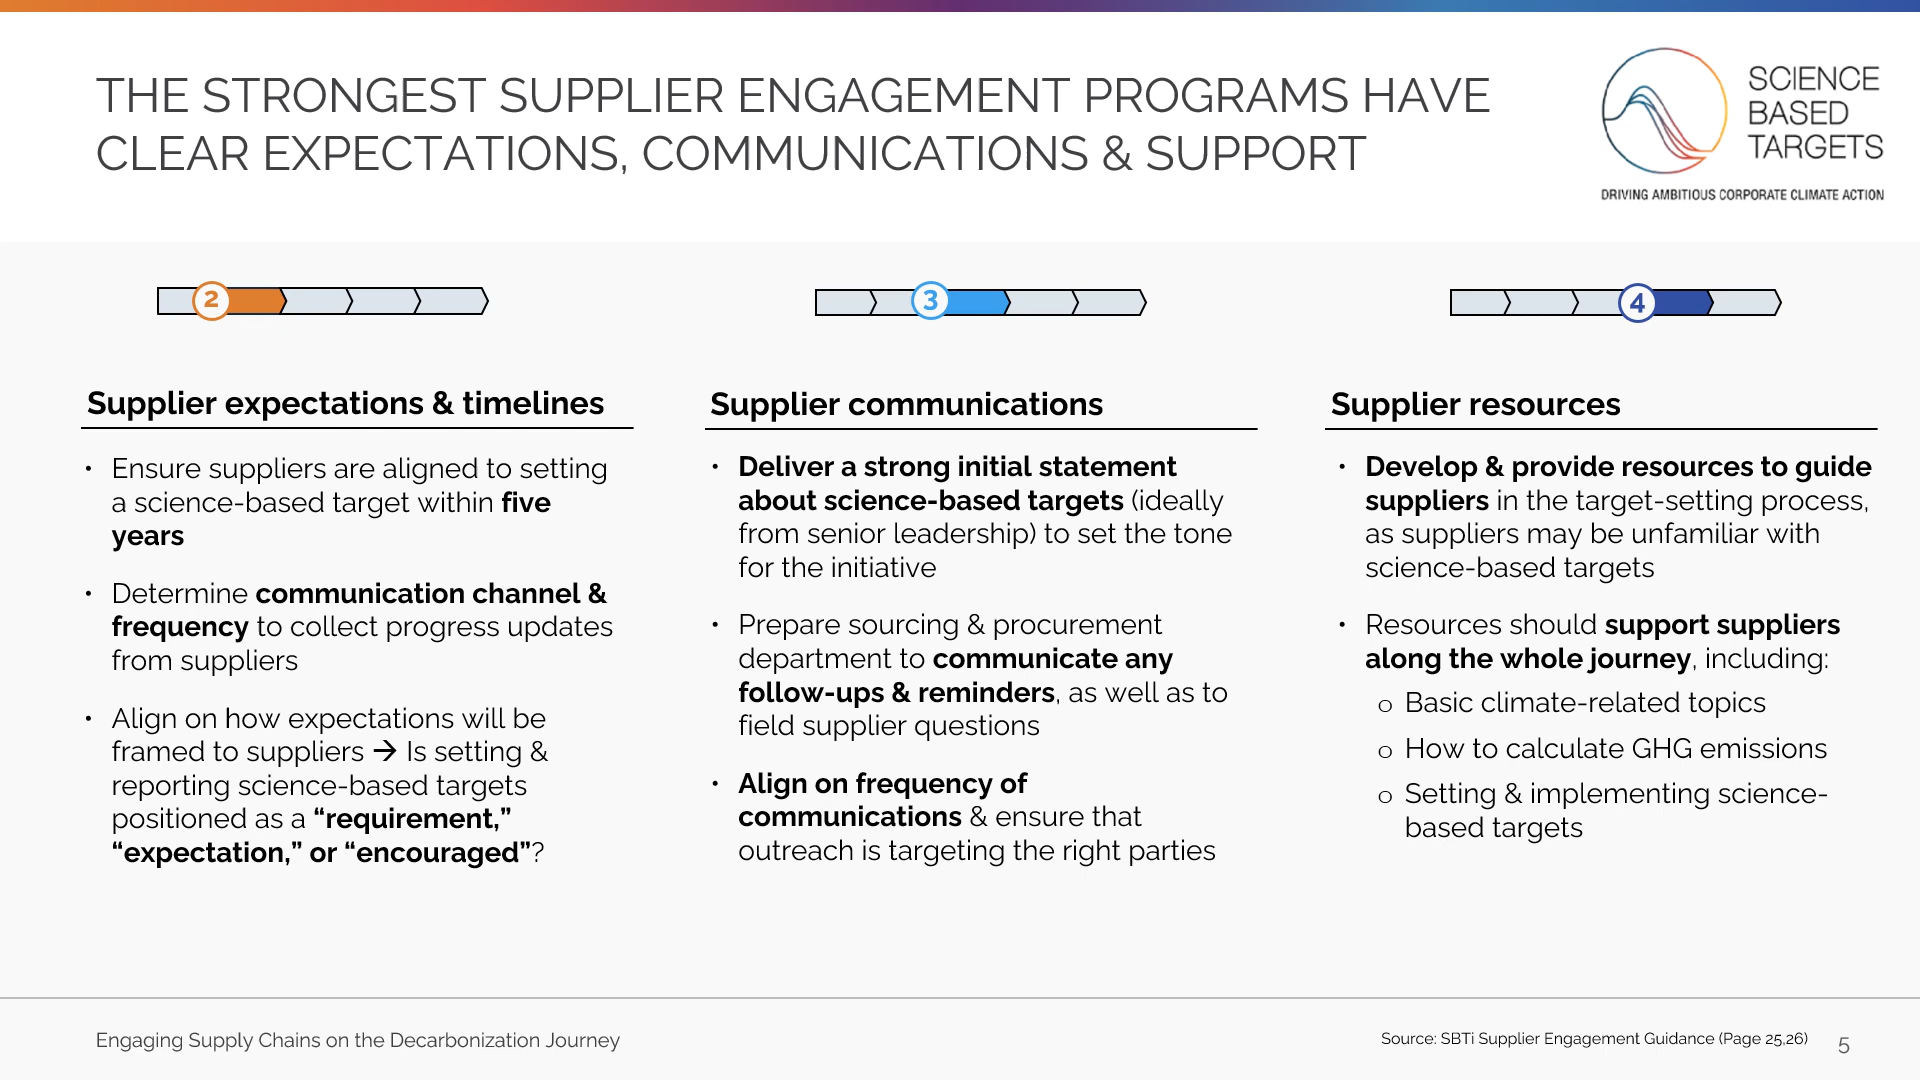 THE STRONGEST SUPPLIER ENGAGEMENT PROGRAMS HAVE
CLEAR EXPECTATIONS, COMMUNICATIONS & SUPPORT
SCIENCE
BASED
TARGETS
DRIVING AMBITIOUS CORPORATE CLIMATE ACTION
2
Supplier expectations & timelines
• Ensure suppliers are aligned to setting
a science-based target within five
years
• Determine communication channel &
frequency to collect progress updates
from suppliers
• Align on how expectations will be
framed to suppliers → Is setting &
reporting science-based targets
positioned as a “requirement,”
“expectation,” or “encouraged”?
3
Supplier communications
• Deliver a strong initial statement
about science-based targets (ideally
from senior leadership) to set the tone
for the initiative
• Prepare sourcing & procurement
department to communicate any
follow-ups & reminders, as well as to
field supplier questions
• Align on frequency of
communications & ensure that
outreach is targeting the right parties
4
Supplier resources
• Develop & provide resources to guide
suppliers in the target-setting process,
as suppliers may be unfamiliar with
science-based targets
• Resources should support suppliers
along the whole journey, including:
o Basic climate-related topics
o How to calculate GHG emissions
o Setting & implementing science-
based targets
Engaging Supply Chains on the Decarbonization Journey
Source: SBTi Supplier Engagement Guidance (Page 25,26)
5